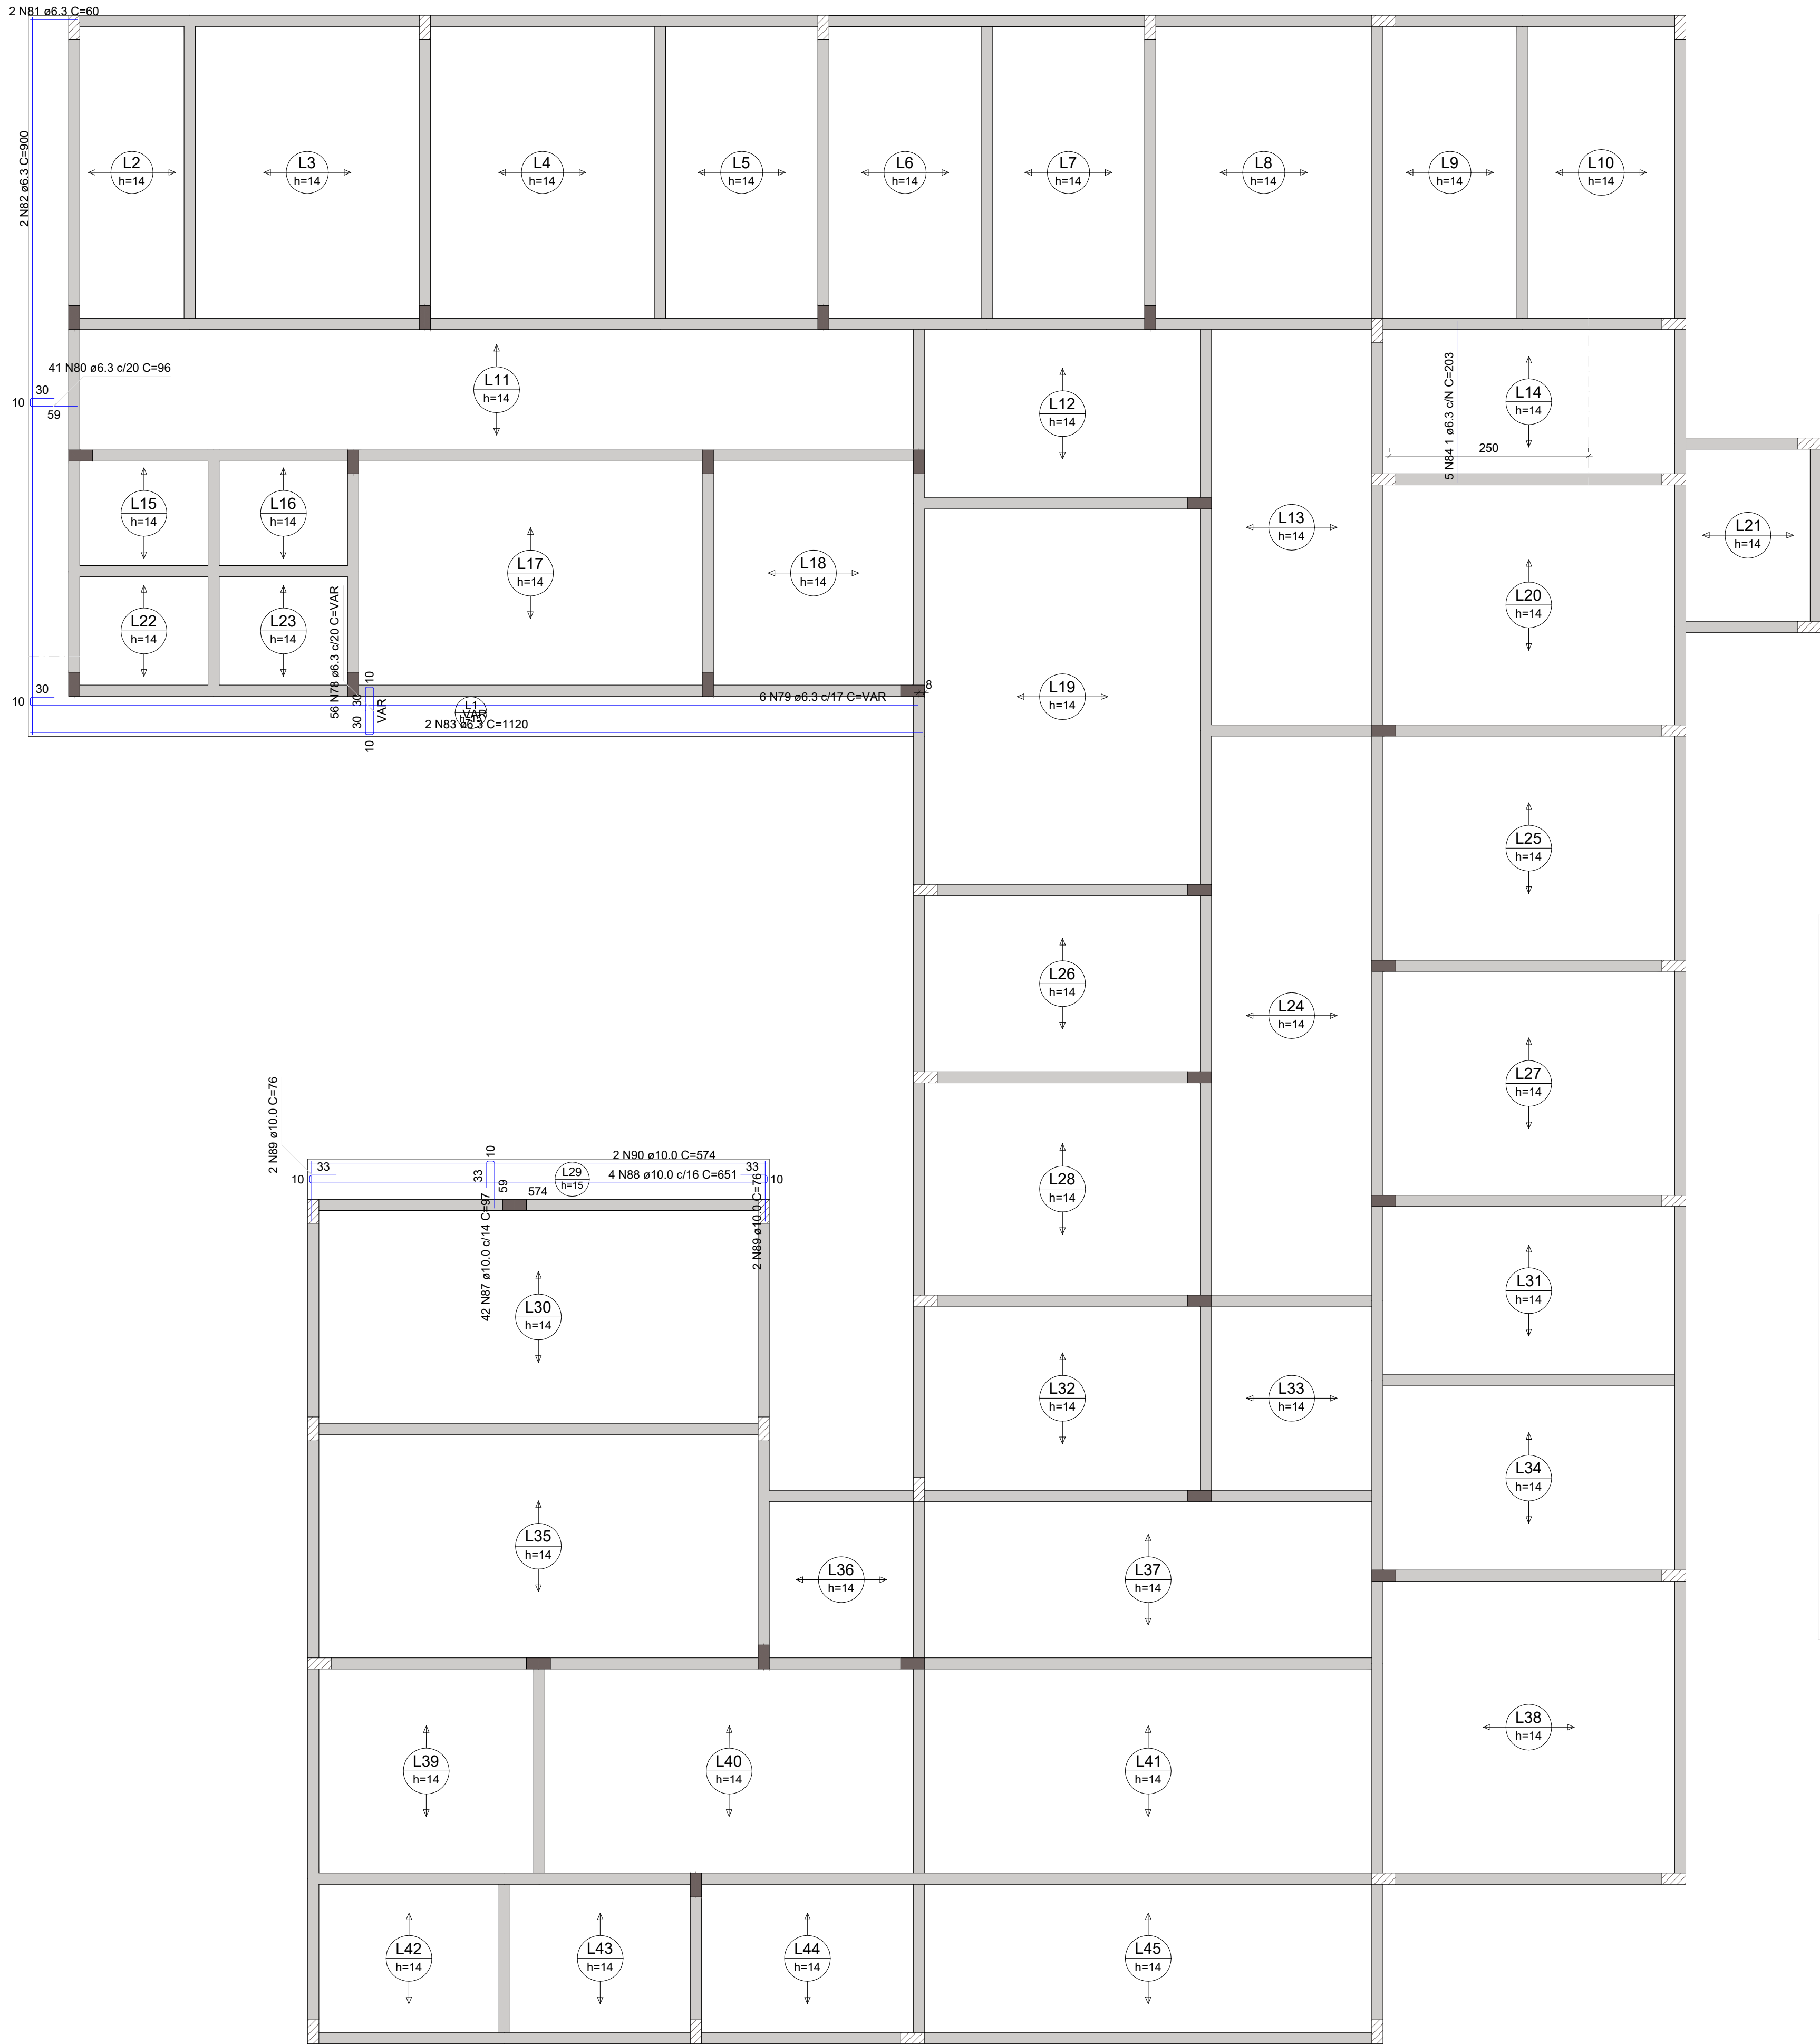 2 N81 ø6.3 C=60
2 N82 ø6.3 C=900
L2
h=14
L3
h=14
L4
h=14
L5
h=14
L6
h=14
L7
h=14
L8
h=14
L9
h=14
L10
h=14
41 N80 ø6.3 c/20 C=96
30
10
59
L11
h=14
L12
h=14
L13
h=14
5 N84 1 ø6.3 c/N C=203
L14
h=14
250
L15
h=14
L16
h=14
L17
h=14
L18
h=14
L19
h=14
L20
h=14
L21
h=14
L22
h=14
L23
h=14
56 N78 ø6.3 c/20 C=VAR
10
30
30
VAR
10
30
10
L1
h=15
VAR
6 N79 ø6.3 c/17 C=VAR
8
2 N83 ø6.3 C=1120
L25
h=14
L26
h=14
L24
h=14
L27
h=14
2 N89 ø10.0 C=76
33
10
10
33
59
42 N87 ø10.0 c/14 C=97
2 N90 ø10.0 C=574
4 N88 ø10.0 c/16 C=651
33
10
574
L29
h=15
2 N89 ø10.0 C=76
L28
h=14
L30
h=14
L31
h=14
L32
h=14
L33
h=14
L34
h=14
L35
h=14
L36
h=14
L37
h=14
L38
h=14
L39
h=14
L40
h=14
L41
h=14
L42
h=14
L43
h=14
L44
h=14
L45
h=14